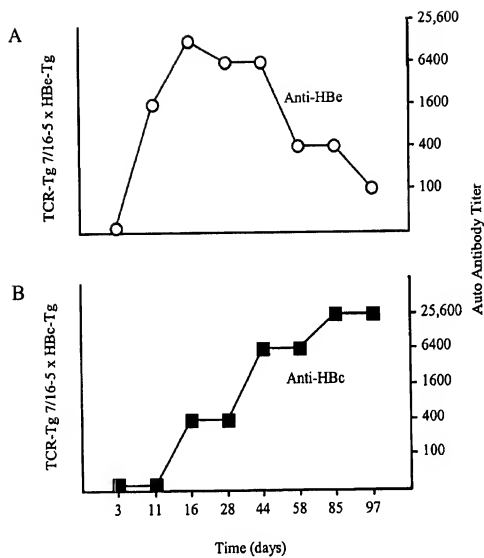 A
TCR-Tg 7/16-5 x HBe-Tg
Anti-HBe
25,600
6400
1600
400
100
Auto Antibody Titer
B
TCR-Tg 7/16-5 x HBc-Tg
Anti-HBc
25,600
6400
1600
400
100
3 11 16 28 44 58 85 97
Time (days)